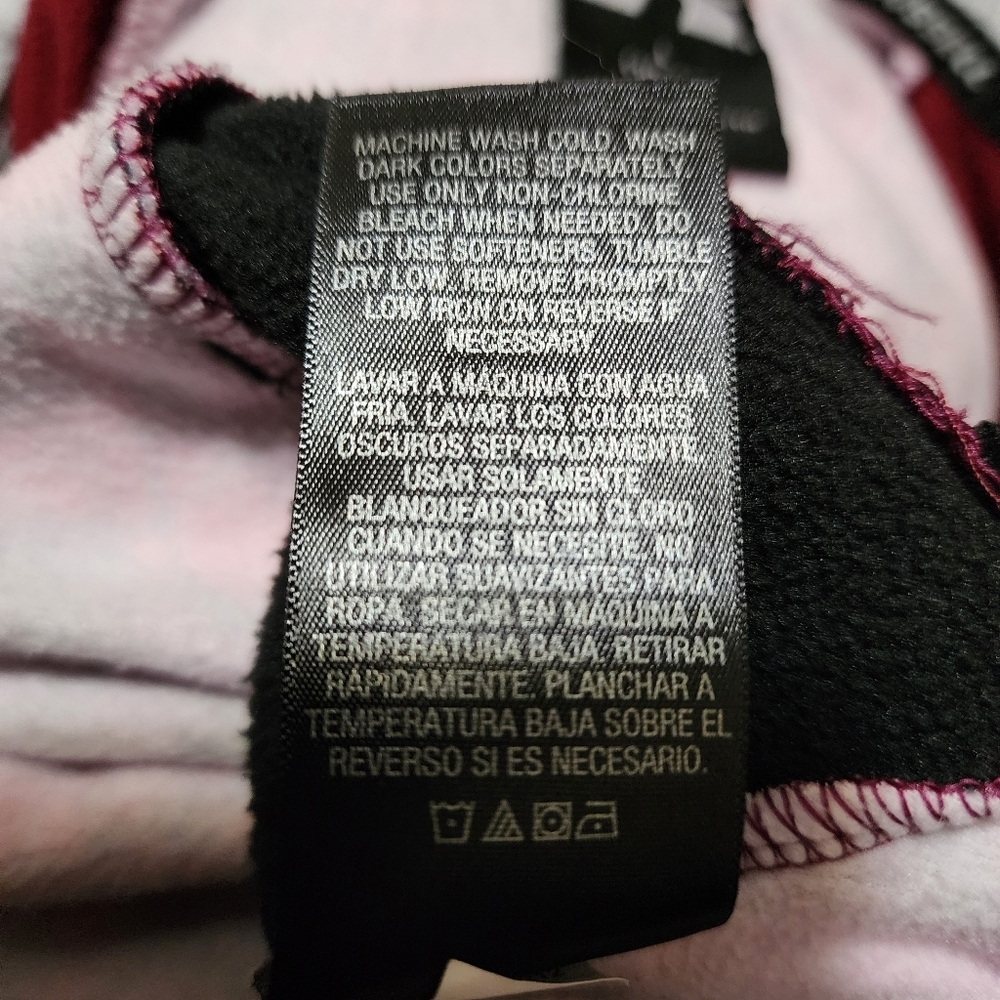 MACHINE WASH COLD, WASH
DARK COLORS SEPARATELY,
USE ONLY NON-CHLORINE
BLEACH WHEN NEEDED, DO
NOT USE SOFTENERS, TUMBLE
DRY LOW, REMOVE PROMPTLY,
LOW IRON ON REVERSE IF
NECESSARY
LAVAR A MAQUINA CON AGUA
FRIA, LAVAR LOS COLORES
OSCUROS SEPARADAMENTE,
USAR SOLAMENTE
BLANQUEADOR SIN CLORO
CUANDO SE NECESITE, NO
UTILIZAR SUAVIZANTES PARA
ROPA, SECAR EN MAQUINA A
TEMPERATURA BAJA, RETIRAR
RAPIDAMENTE, PLANCHAR A
TEMPERATURA BAJA SOBRE EL
REVERSO SI ES NECESARIO.